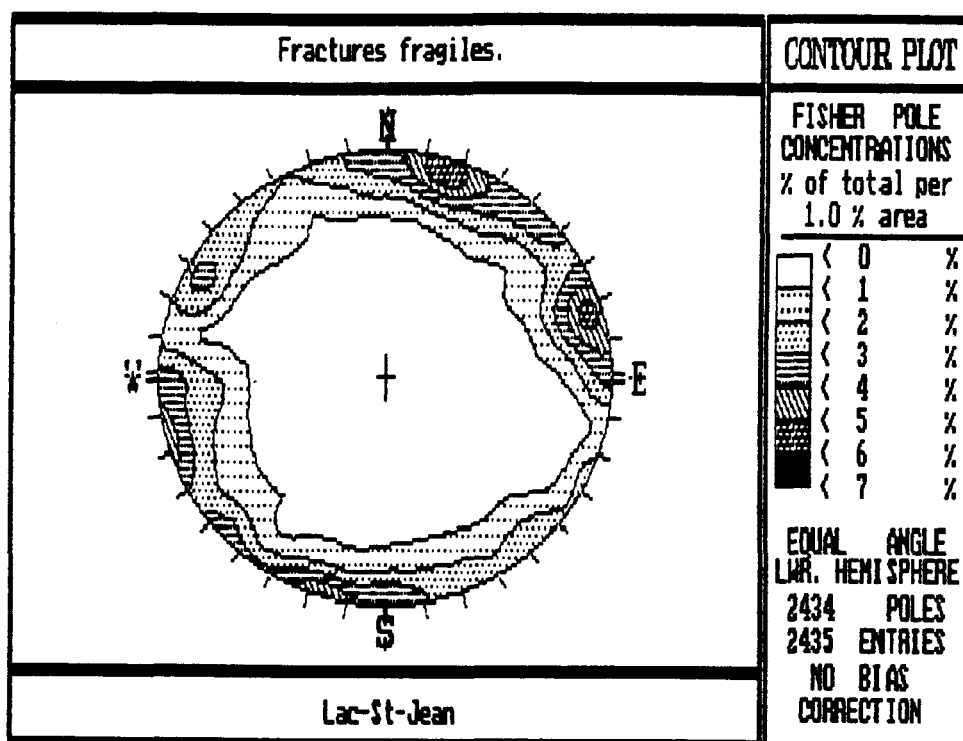 Fractures fragiles.
N
W
E
S
Lac-St-Jean
CONTOUR PLOT
FISHER POLE
CONCENTRATIONS
% of total per
1.0 % area
< 0 %
< 1 %
< 2 %
< 3 %
< 4 %
< 5 %
< 6 %
< 7 %
EQUAL ANGLE
LWR. HEMISPHERE
2434 POLES
2435 ENTRIES
NO BIAS
CORRECTION